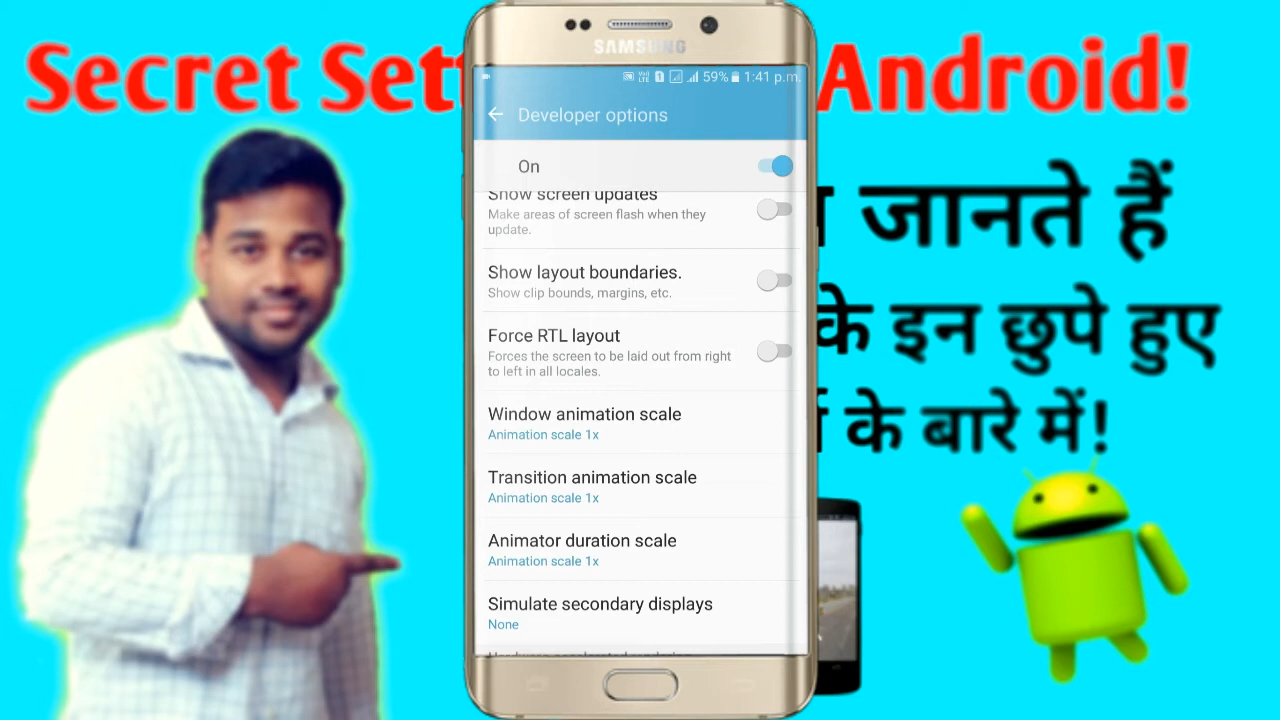 Secret Sett
Android!
SAMSUNG
59% 1:41 p.m.
Developer options
On
Show screen updates
Make areas of screen flash when they
update.
Show layout boundaries.
Show clip bounds, margins, etc.
Force RTL layout
Forces the screen to be laid out from right
to left in all locales.
Window animation scale
Animation scale 1x
Transition animation scale
Animation scale 1x
Animator duration scale
Animation scale 1x
Simulate secondary displays
None
जानते हैं
के इन छुपे हुए
के बारे में!